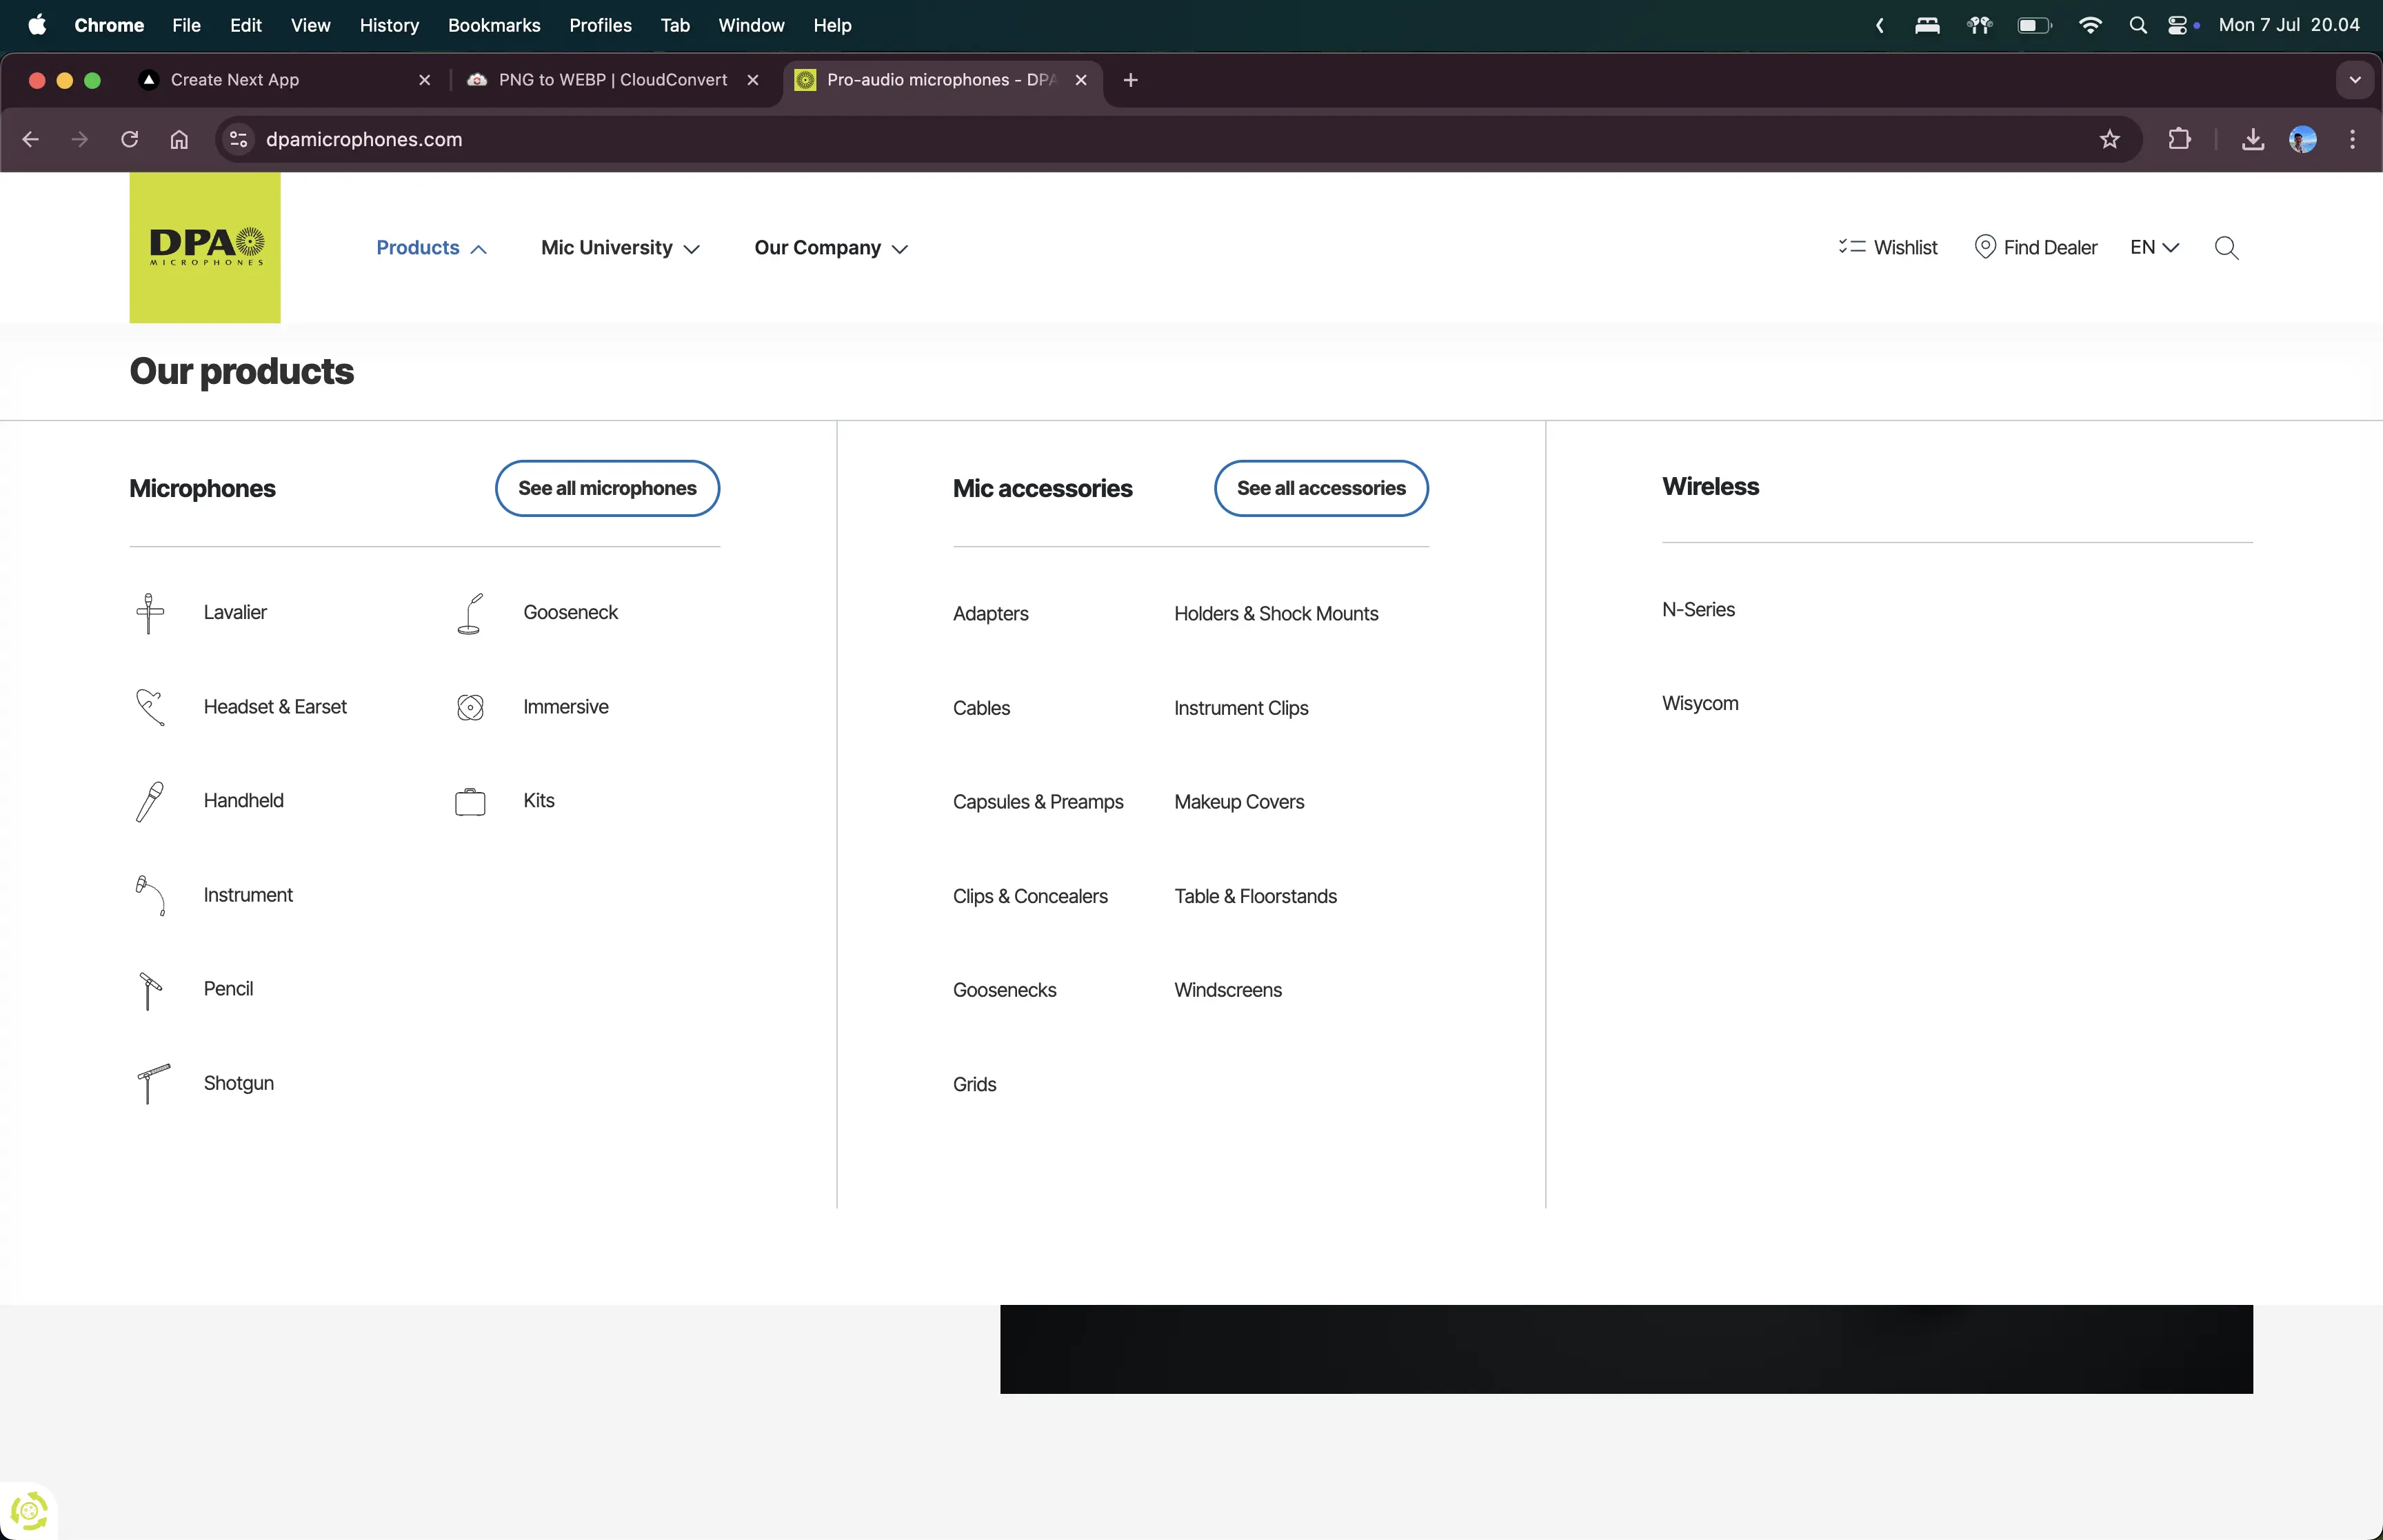 Chrome File Edit View History Bookmarks Profiles Tab Window Help Mon 7 Jul 20.04
Create Next App PNG to WEBP | CloudConvert Pro-audio microphones - DPA
dpamicrophones.com
DPA
MICROPHONES
Products Mic University Our Company Wishlist Find Dealer EN
Our products
Microphones See all microphones
Lavalier Gooseneck
Headset & Earset Immersive
Handheld Kits
Instrument
Pencil
Shotgun
Mic accessories See all accessories
Adapters Holders & Shock Mounts
Cables Instrument Clips
Capsules & Preamps Makeup Covers
Clips & Concealers Table & Floorstands
Goosenecks Windscreens
Grids
Wireless
N-Series
Wisycom